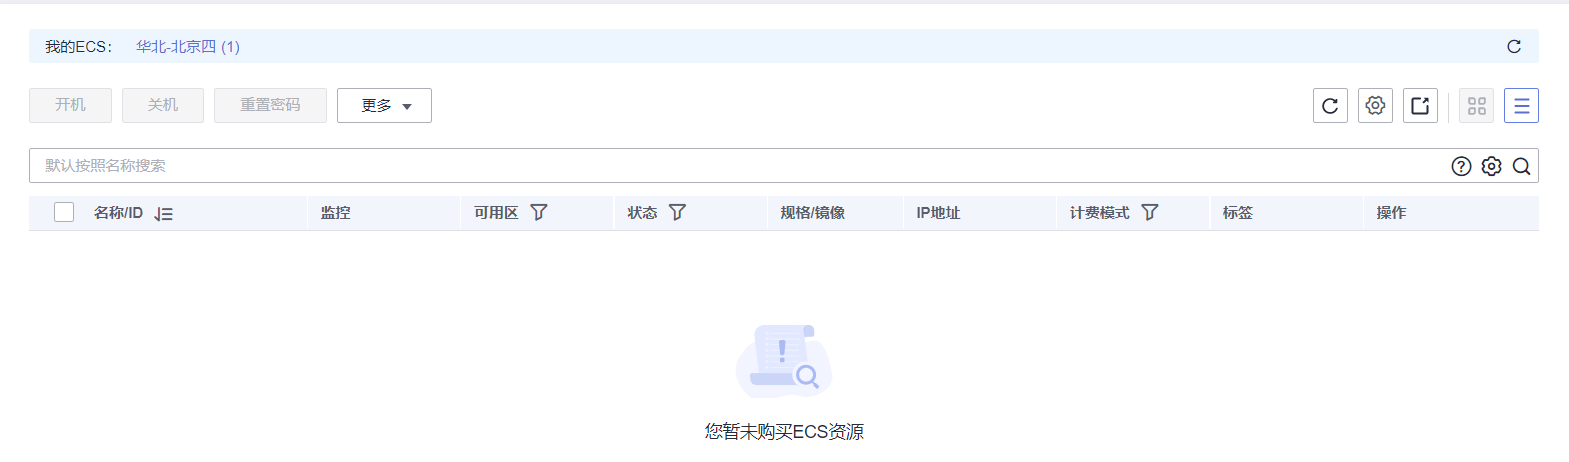 我的ECS： 华北-北京四 (1)
开机 关机 重置密码 更多
默认按照名称搜索
名称/ID 监控 可用区 状态 规格/镜像 IP地址 计费模式 标签 操作
您暂未购买ECS资源